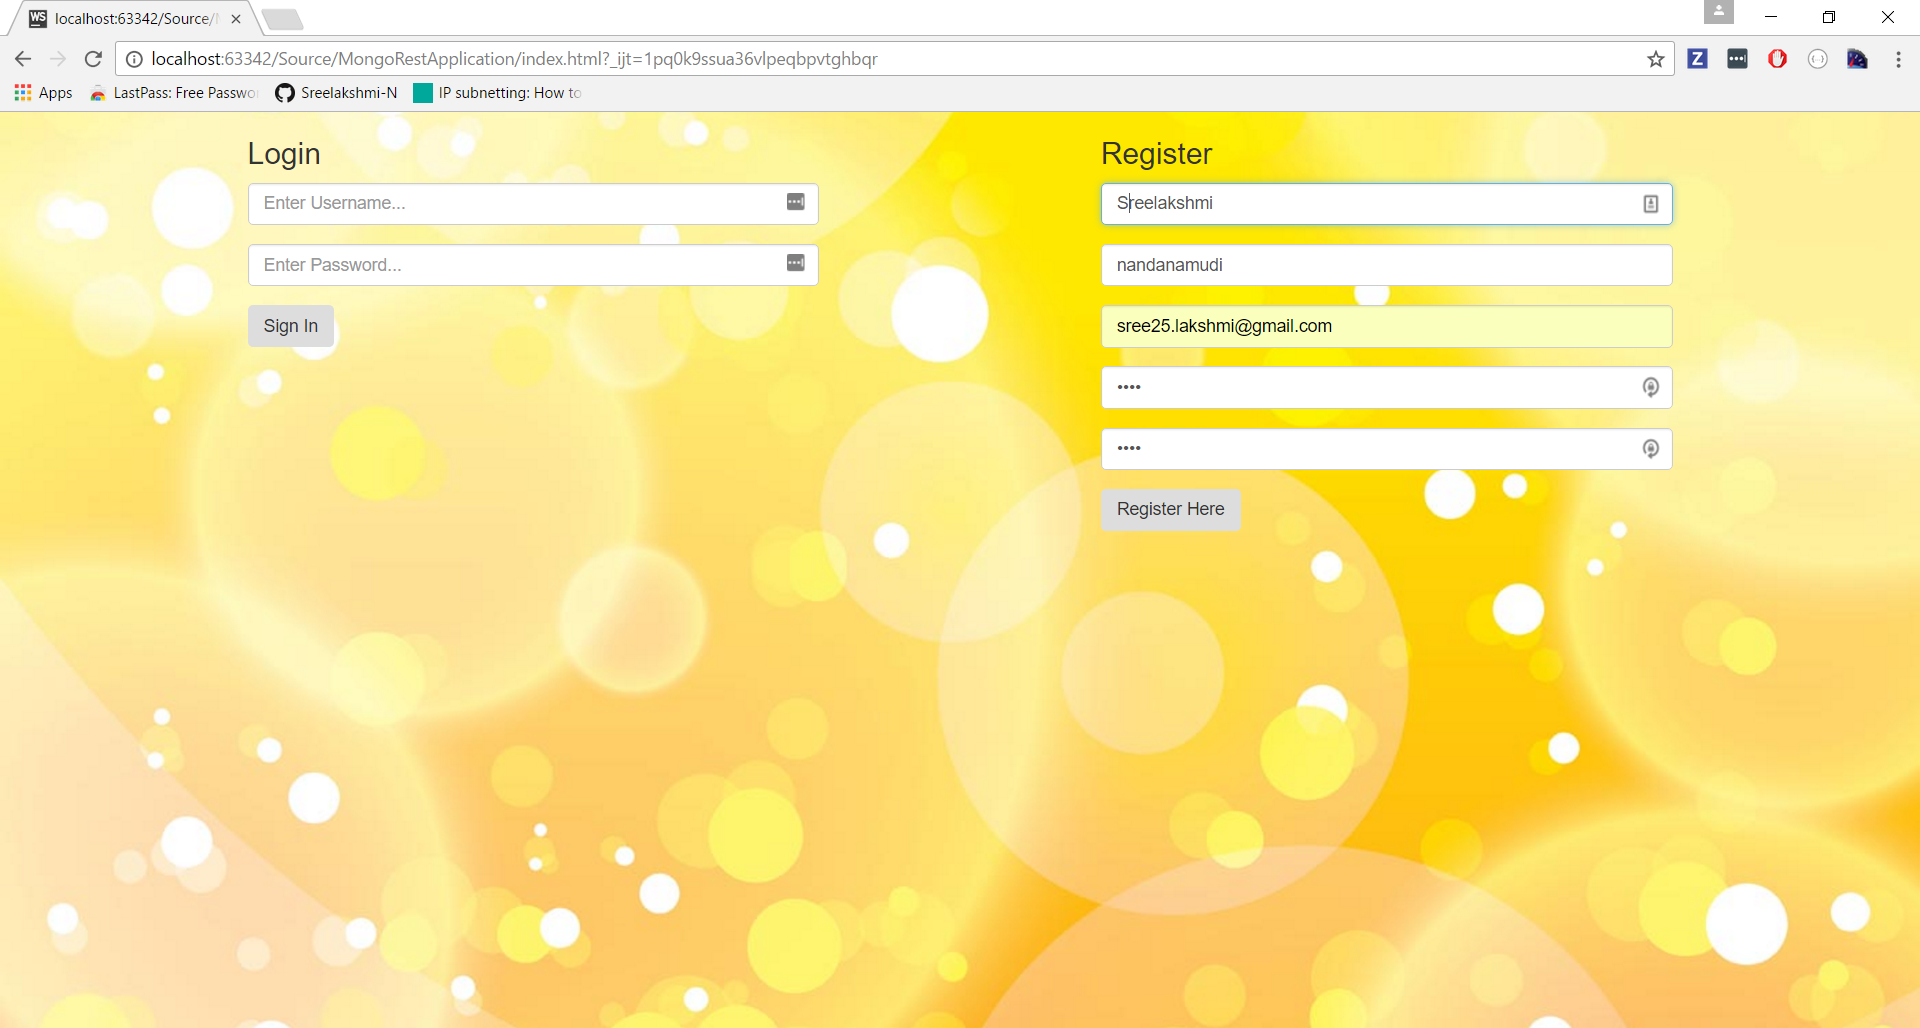 WS localhost:63342/Source/
localhost:63342/Source/MongoRestApplication/index.html?_ijt=1pq0k9ssua36vlpeqbpvtghbqr
Z
Apps LastPass: Free Passwo Sreelakshmi-N IP subnetting: How to
Login
Enter Username...
Enter Password...
Sign In
Register
Sreelakshmi
nandanamudi
sree25.lakshmi@gmail.com
••••
••••
Register Here